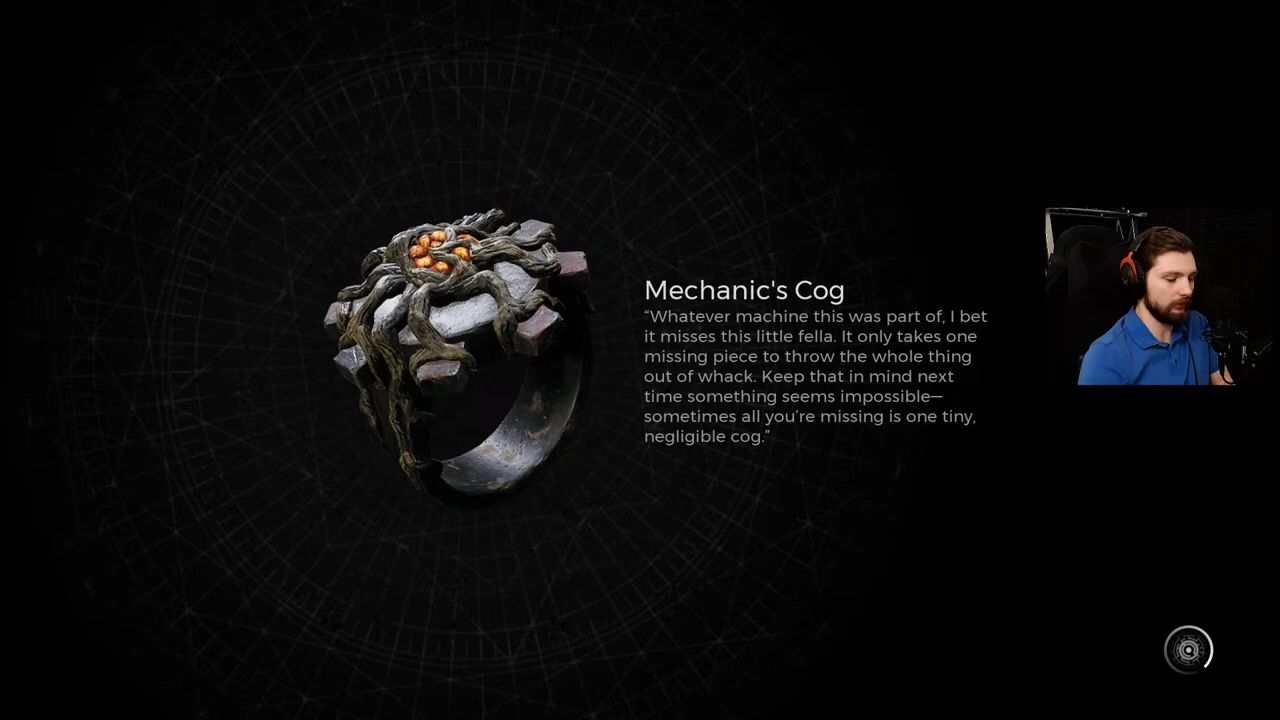 Mechanic's Cog
“Whatever machine this was part of, I bet
it misses this little fella. It only takes one
missing piece to throw the whole thing
out of whack. Keep that in mind next
time something seems impossible—
sometimes all you’re missing is one tiny,
negligible cog.”